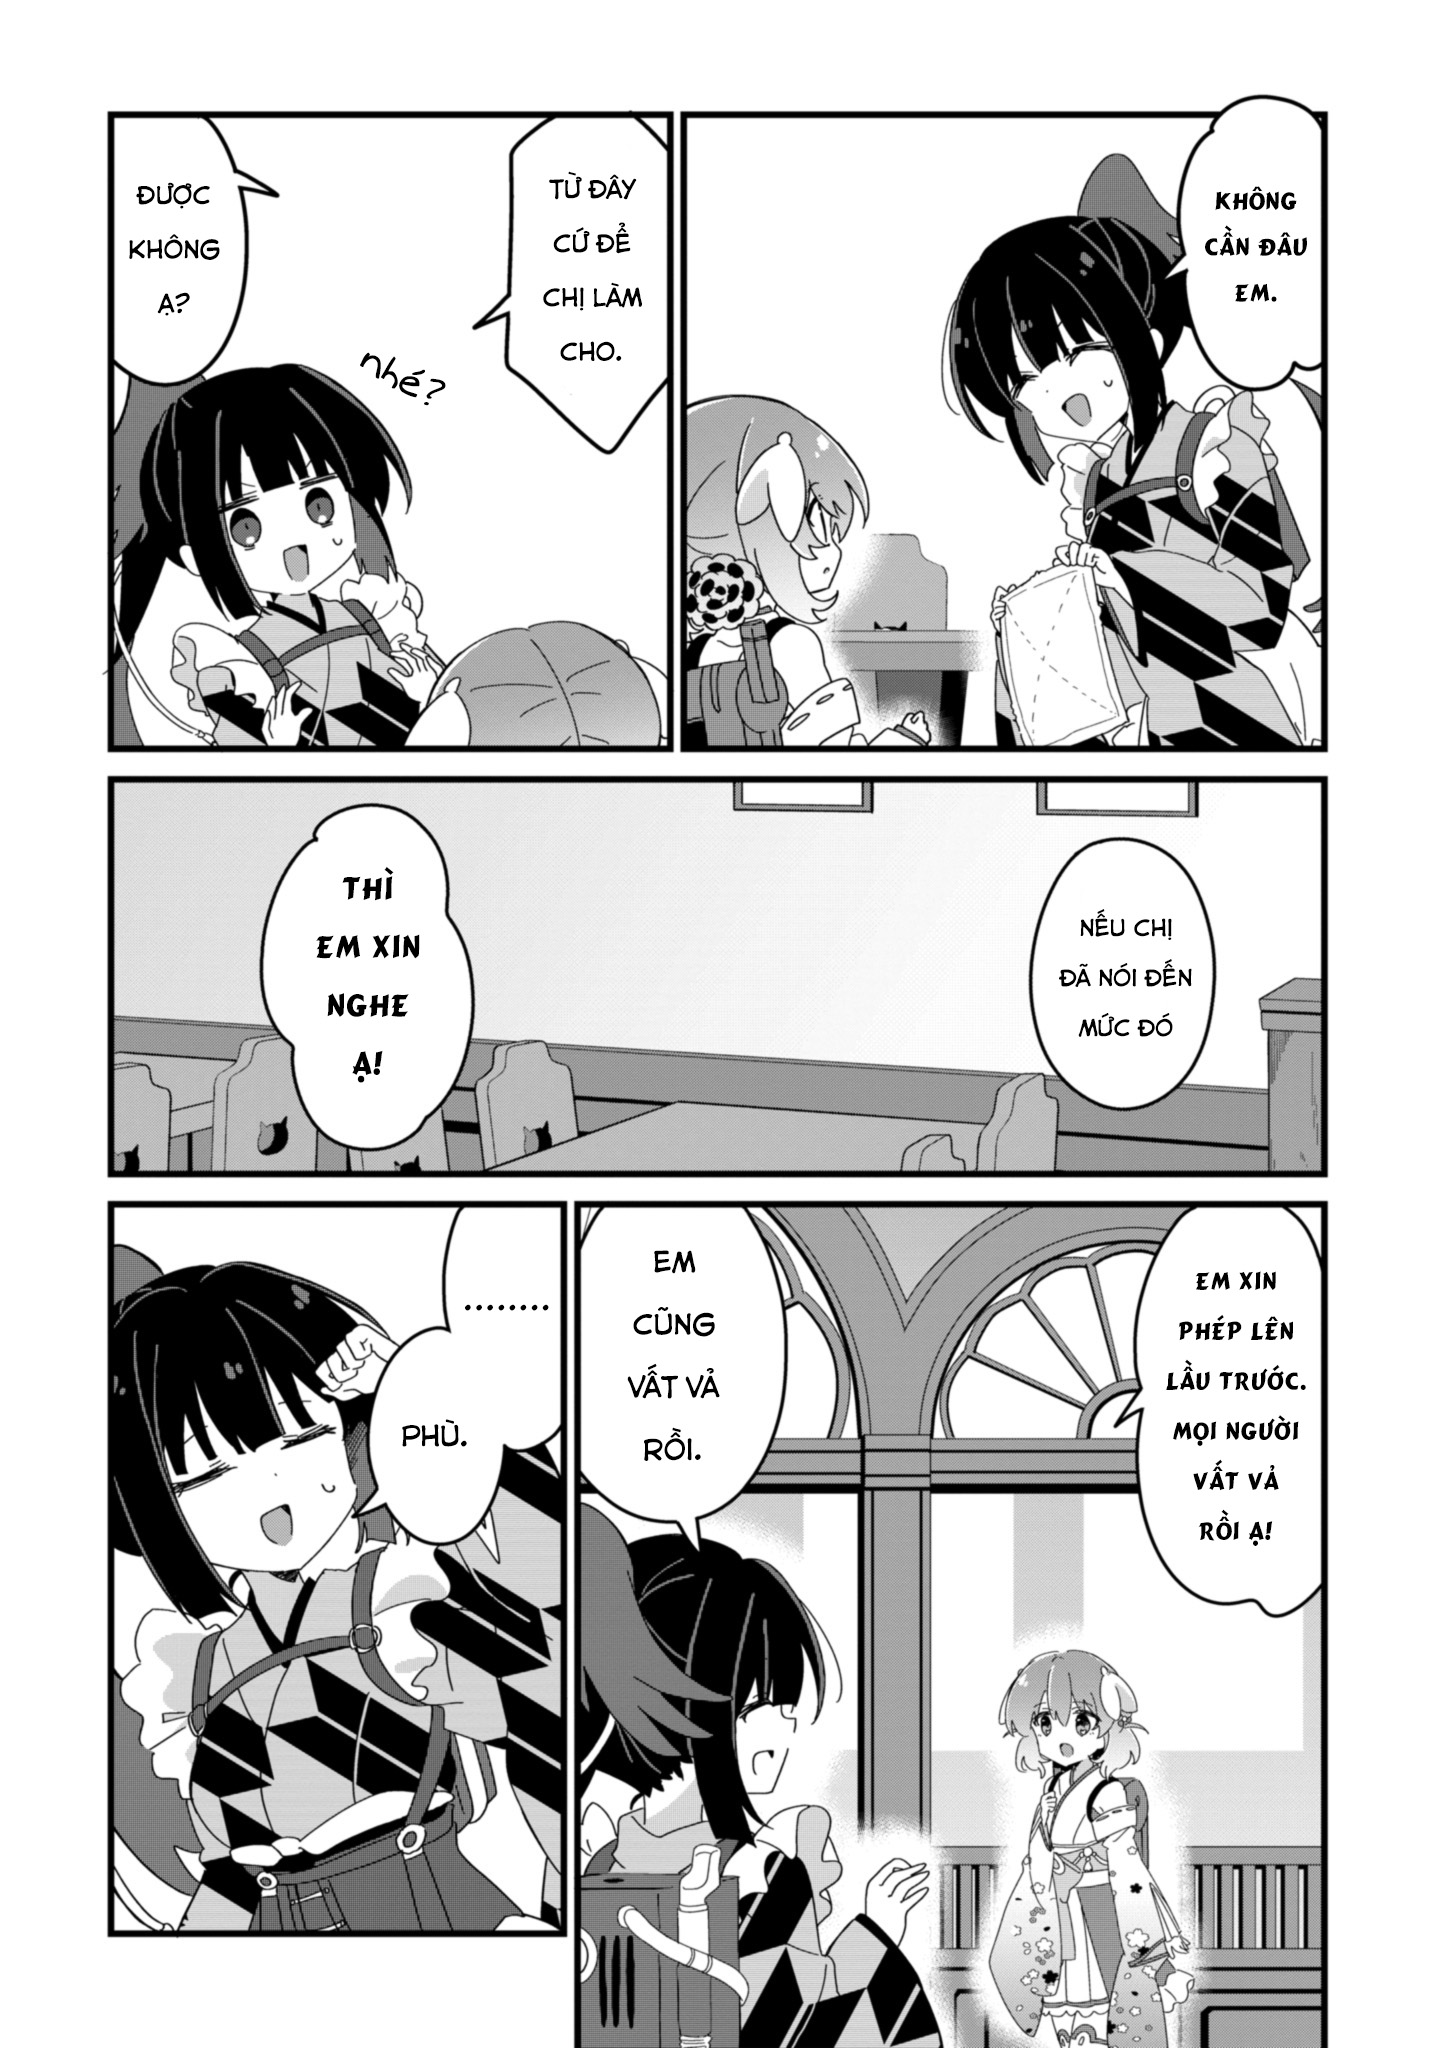 KHÔNG
CẦN ĐÂU
EM.
TỪ ĐÂY
CỨ ĐỂ
CHỊ LÀM
CHO.
nhé?
ĐƯỢC
KHÔNG
Ạ?
NẾU CHỊ
ĐÃ NÓI ĐẾN
MỨC ĐÓ
THÌ
EM XIN
NGHE
Ạ!
EM XIN
PHÉP LÊN
LẦU TRƯỚC.
MỌI NGƯỜI
VẤT VẢ
RỒI Ạ!
EM
CŨNG
VẤT VẢ
RỒI.
.........
PHÙ.